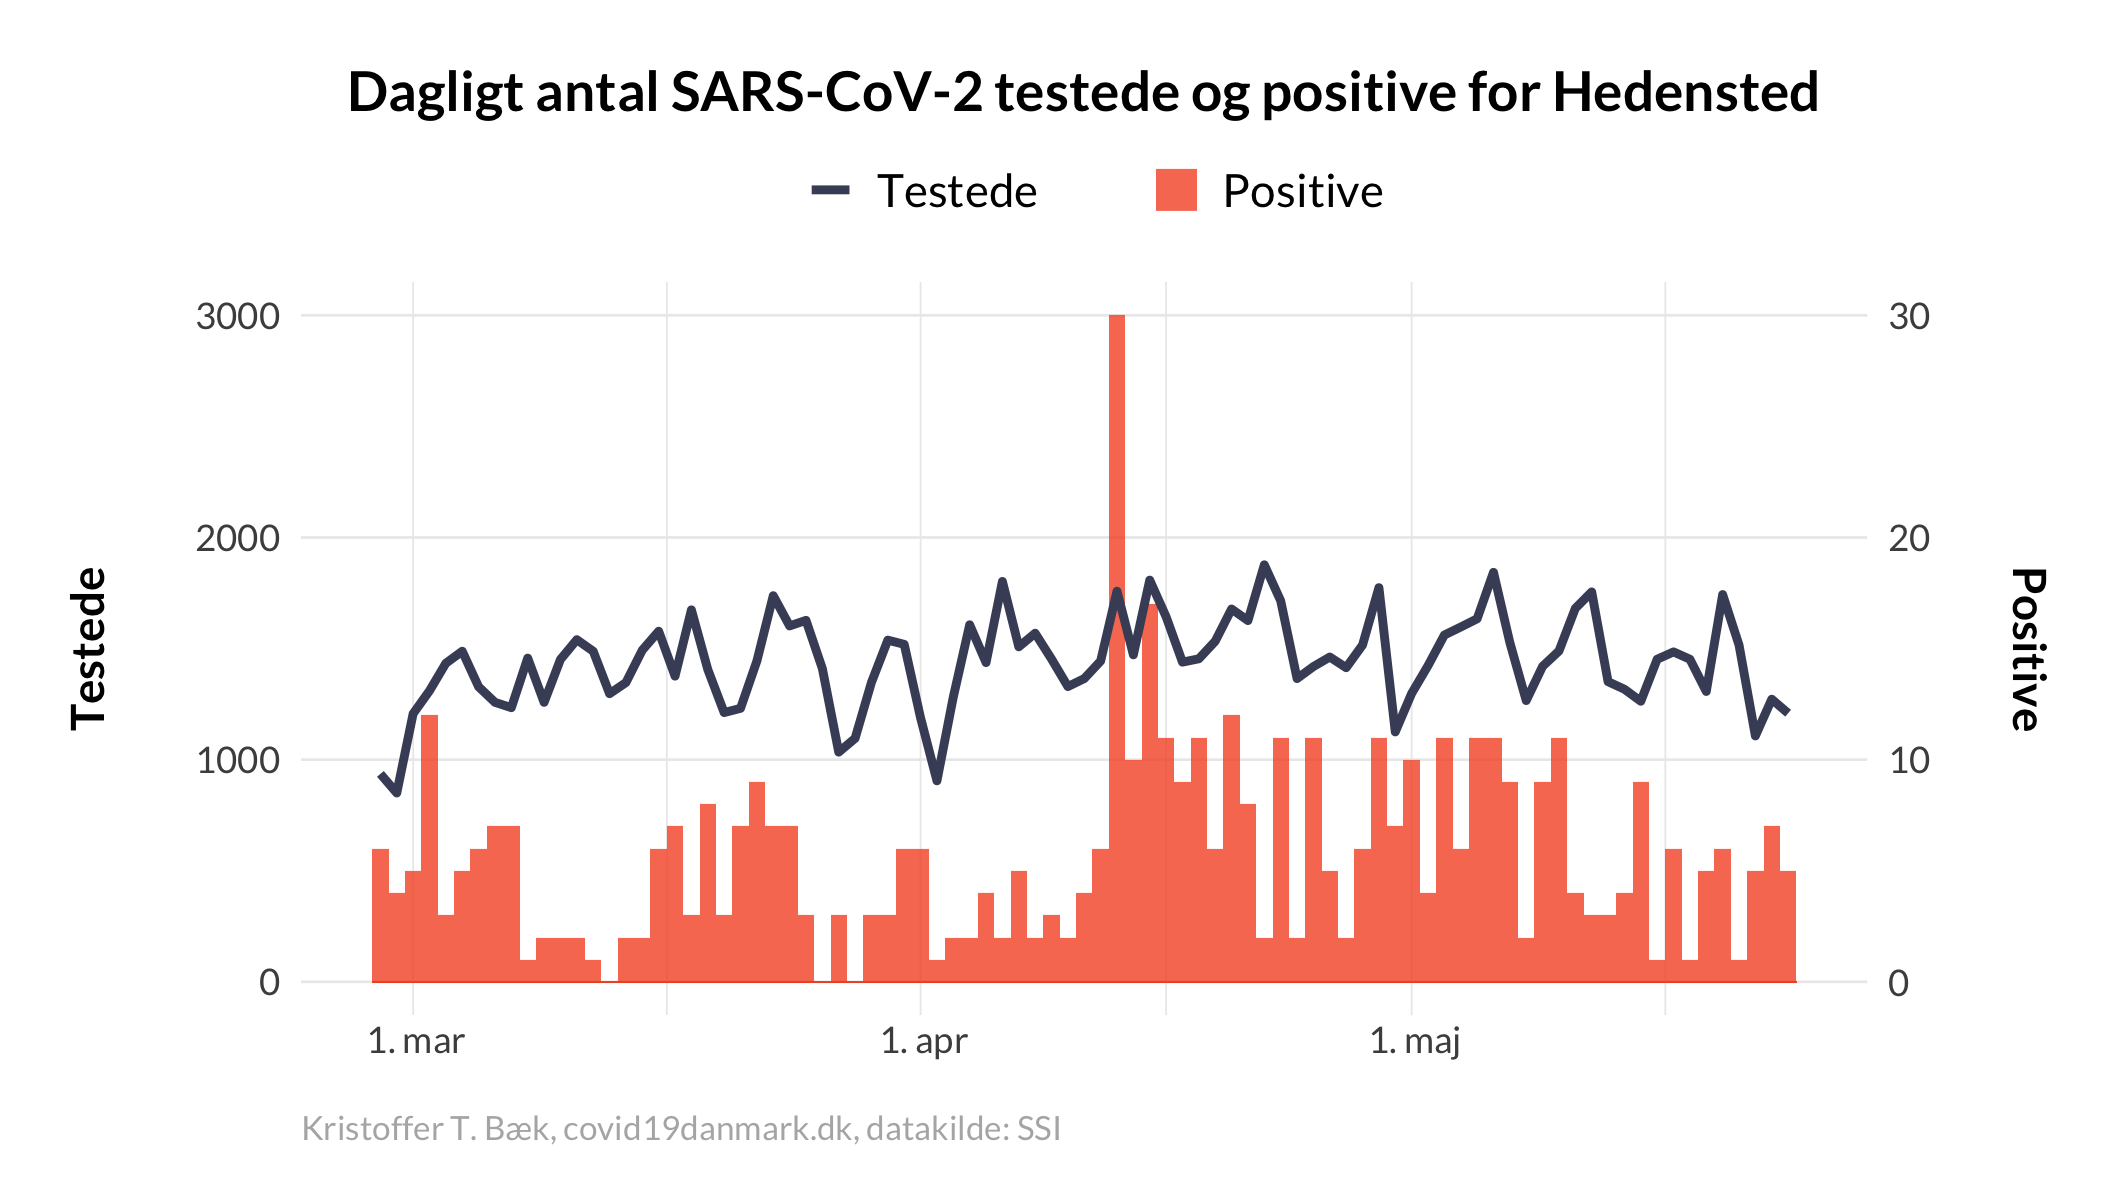 Dagligt antal SARS-CoV-2 testede og positive for Hedensted
Testede
Positive
3000
2000
1000
0
30
20
10
0
Testede
Positive
1. mar
1. apr
1. maj
Kristoffer T. Bæk, covid19danmark.dk, datakilde: SSI